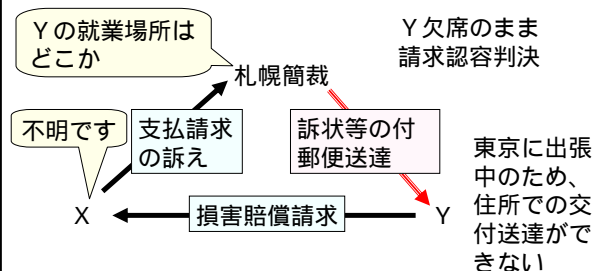 Yの就業場所は
どこか
Y欠席のまま
請求認容判決
札幌簡裁
不明です
支払請求
の訴え
訴状等の付
郵便送達
東京に出張
中のため、
住所での交
付送達がで
きない
X
損害賠償請求
Y